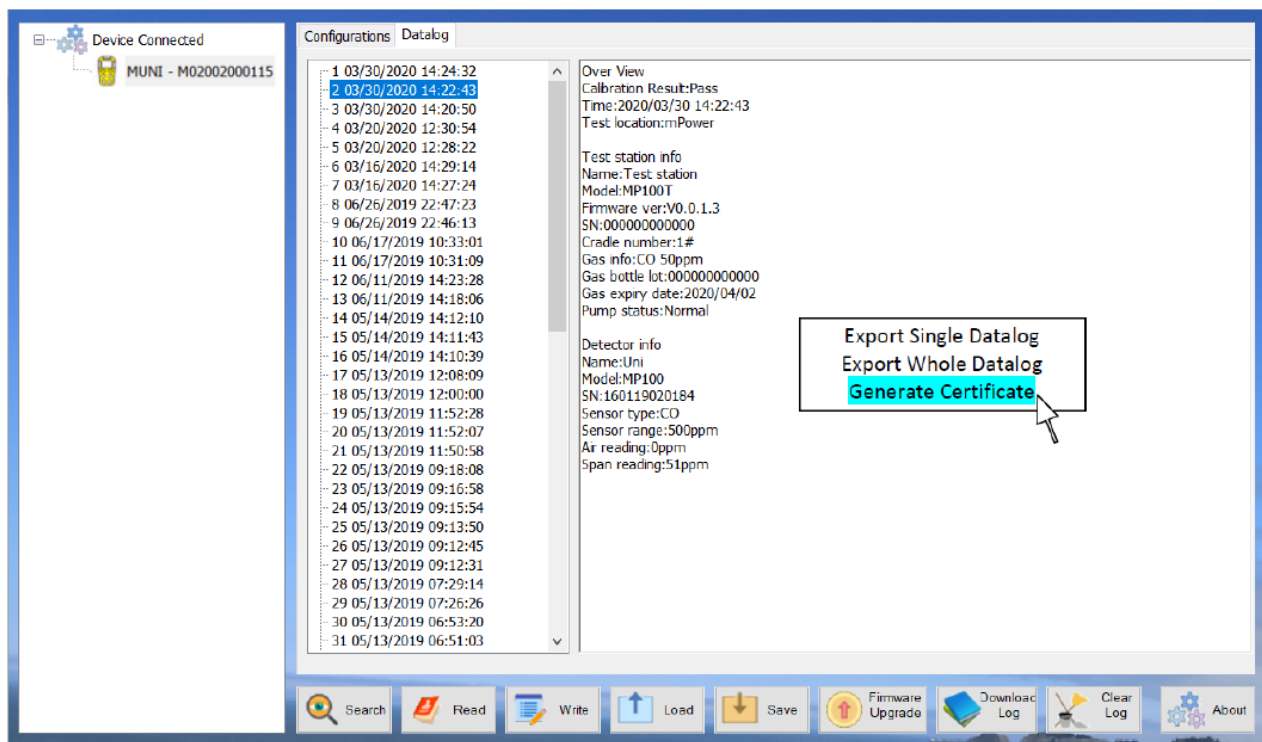 Device Connected
MUNI - M02002000115
Configurations Datalog
1 03/30/2020 14:24:32
2 03/30/2020 14:22:43
3 03/30/2020 14:20:50
4 03/20/2020 12:30:54
5 03/20/2020 12:28:22
6 03/16/2020 14:29:14
7 03/16/2020 14:27:24
8 06/26/2019 22:47:23
9 06/26/2019 22:46:13
10 06/17/2019 10:33:01
11 06/17/2019 10:31:09
12 06/11/2019 14:23:28
13 06/11/2019 14:18:06
14 05/14/2019 14:12:10
15 05/14/2019 14:11:43
16 05/14/2019 14:10:39
17 05/13/2019 12:08:09
18 05/13/2019 12:00:00
19 05/13/2019 11:52:28
20 05/13/2019 11:52:07
21 05/13/2019 11:50:58
22 05/13/2019 09:18:08
23 05/13/2019 09:16:58
24 05/13/2019 09:15:54
25 05/13/2019 09:13:50
26 05/13/2019 09:12:45
27 05/13/2019 09:12:31
28 05/13/2019 07:29:14
29 05/13/2019 07:26:26
30 05/13/2019 06:53:20
31 05/13/2019 06:51:03
Over View
Calibration Result:Pass
Time:2020/03/30 14:22:43
Test location:mPower
Test station info
Name:Test station
Model:MP100T
Firmware ver:V0.0.1.3
SN:000000000000
Cradle number:1#
Gas info:CO 50ppm
Gas bottle lot:000000000000
Gas expiry date:2020/04/02
Pump status:Normal
Detector info
Name:Uni
Model:MP100
SN:160119020184
Sensor type:CO
Sensor range:500ppm
Air reading:0ppm
Span reading:51ppm
Export Single Datalog
Export Whole Datalog
Generate Certificate
Search
Read
Write
Load
Save
Firmware
Upgrade
Download
Log
Clear
Log
About